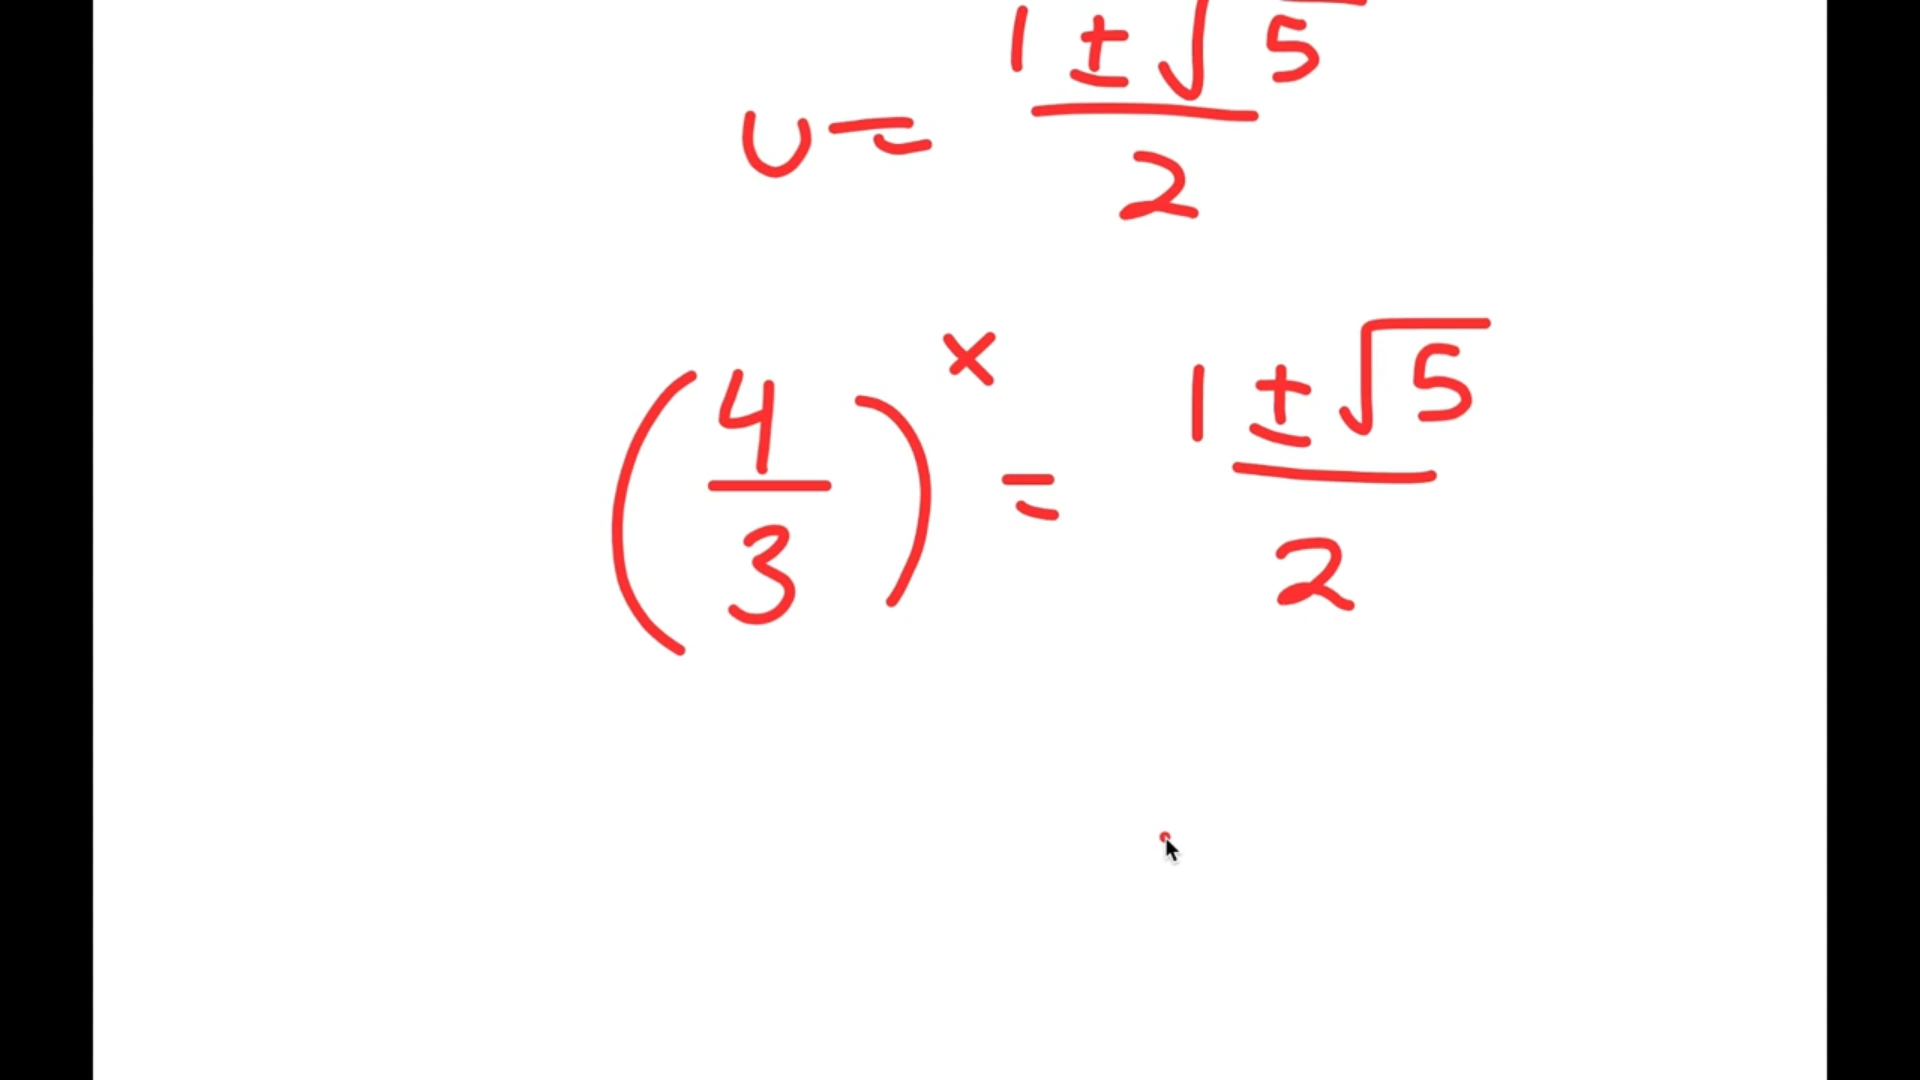 u = (1 ± √5)/2
(4/3)^x = (1 ± √5)/2